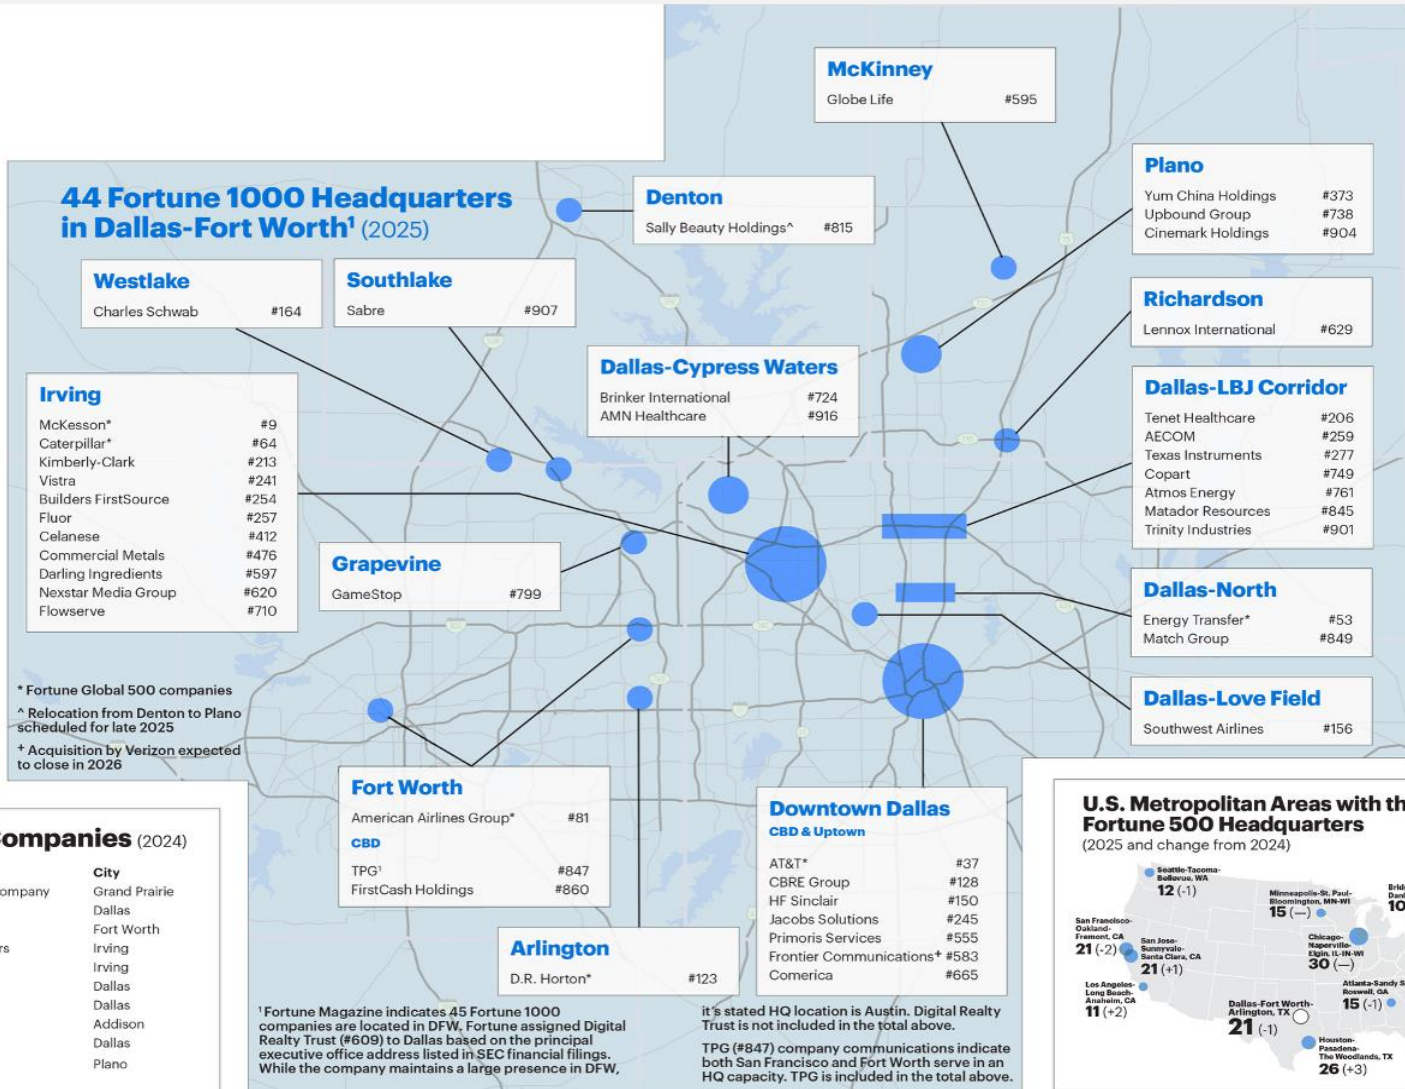 44 Fortune 1000 Headquarters
in Dallas-Fort Worth¹ (2025)
McKinney
Globe Life #595
Denton
Sally Beauty Holdings^ #815
Plano
Yum China Holdings #373
Upbound Group #738
Cinemark Holdings #904
Westlake
Charles Schwab #164
Southlake
Sabre #907
Richardson
Lennox International #629
Dallas-Cypress Waters
Brinker International #724
AMN Healthcare #916
Irving
McKesson* #9
Caterpillar* #64
Kimberly-Clark #213
Vistra #241
Builders FirstSource #254
Fluor #257
Celanese #412
Commercial Metals #476
Darling Ingredients #597
Nexstar Media Group #620
Flowserve #710
Dallas-LBJ Corridor
Tenet Healthcare #206
AECOM #259
Texas Instruments #277
Copart #749
Atmos Energy #761
Matador Resources #845
Trinity Industries #901
Grapevine
GameStop #799
Dallas-North
Energy Transfer* #53
Match Group #849
Dallas-Love Field
Southwest Airlines #156
* Fortune Global 500 companies
^ Relocation from Denton to Plano
scheduled for late 2025
+ Acquisition by Verizon expected
to close in 2026
Fort Worth
American Airlines Group* #81
CBD
TPG¹ #847
FirstCash Holdings #860
Downtown Dallas
CBD & Uptown
AT&T* #37
CBRE Group #128
HF Sinclair #150
Jacobs Solutions #245
Primoris Services #555
Frontier Communications+ #583
Comerica #665
Arlington
D.R. Horton* #123
¹ Fortune Magazine indicates 45 Fortune 1000
companies are located in DFW. Fortune assigned Digital
Realty Trust (#609) to Dallas based on the principal
executive office address listed in SEC financial filings.
While the company maintains a large presence in DFW,
it's stated HQ location is Austin. Digital Realty
Trust is not included in the total above.
TPG (#847) company communications indicate
both San Francisco and Fort Worth serve in an
HQ capacity. TPG is included in the total above.
ompanies (2024)
City
ompany Grand Prairie
Dallas
Fort Worth
rs Irving
Irving
Dallas
Dallas
Addison
Dallas
Plano
U.S. Metropolitan Areas with th
Fortune 500 Headquarters
(2025 and change from 2024)
Seattle-Tacoma-
Bellevue, WA
12 (-1)
Minneapolis-St. Paul-
Bloomington, MN-WI
15 (—)
Brid
Dan
10
San Francisco-
Oakland-
Fremont, CA
21 (-2)
San Jose-
Sunnyvale-
Santa Clara, CA
21 (+1)
Chicago-
Naperville-
Elgin, IL-IN-WI
30 (—)
Los Angeles-
Long Beach-
Anaheim, CA
11 (+2)
Atlanta-Sandy S
Roswell, GA
15 (-1)
Dallas-Fort Worth-
Arlington, TX
21 (-1)
Houston-
Pasadena-
The Woodlands, TX
26 (+3)